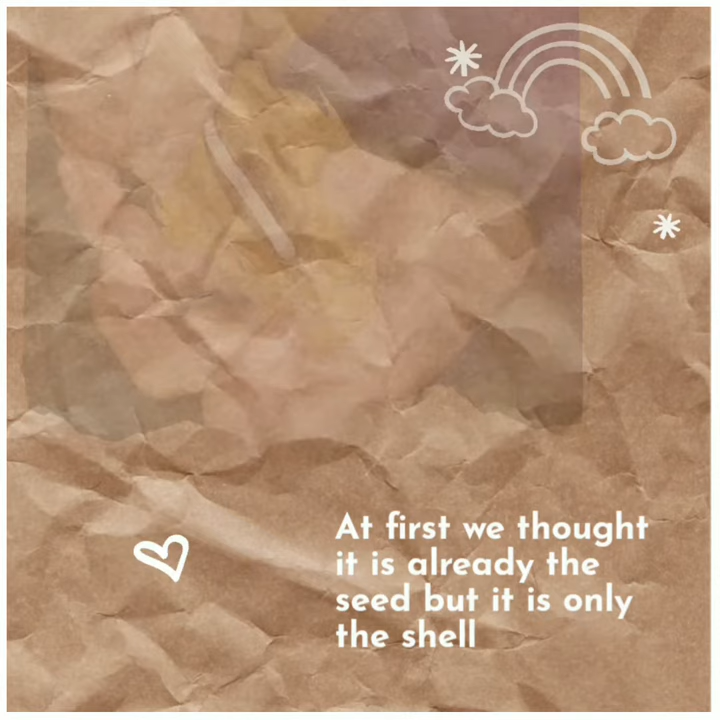 At first we thought
it is already the
seed but it is only
the shell